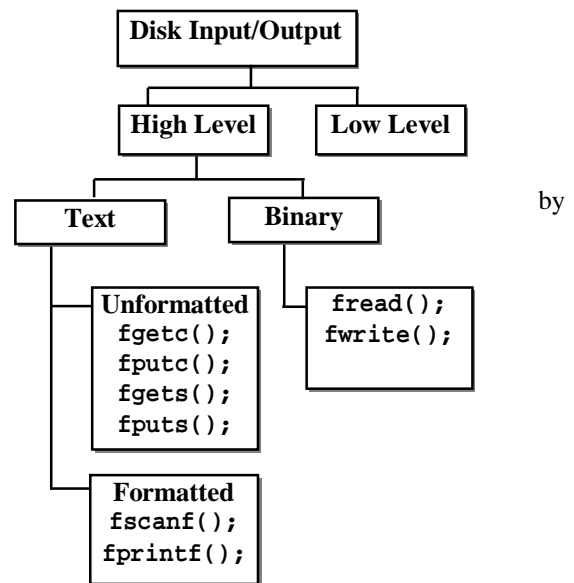 Disk Input/Output
High Level
Low Level
Text
Binary
by
Unformatted
fgetc();
fputc();
fgets();
fputs();
fread();
fwrite();
Formatted
fscanf();
fprintf();